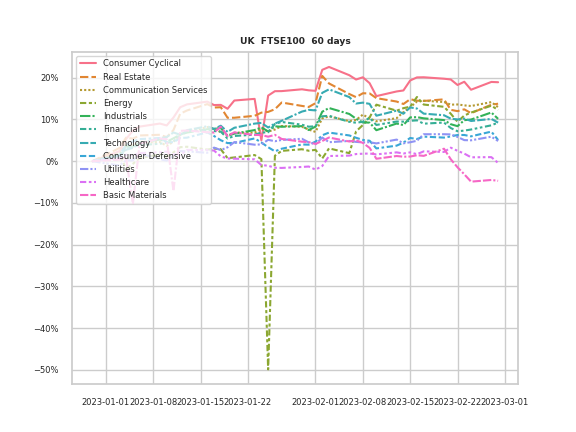 UK FTSE100 60 days
Consumer Cyclical
Real Estate
Communication Services
Energy
Industrials
Financial
Technology
Consumer Defensive
Utilities
Healthcare
Basic Materials
20%
10%
0%
−10%
−20%
−30%
−40%
−50%
2023-01-01 2023-01-08 2023-01-15 2023-01-22 2023-02-01 2023-02-08 2023-02-15 2023-02-22 2023-03-01